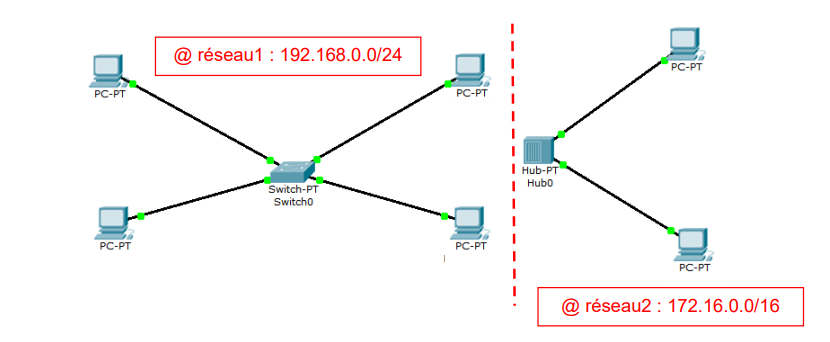 @ réseau1 : 192.168.0.0/24
PC-PT
PC-PT
Switch-PT
Switch0
PC-PT
PC-PT
PC-PT
Hub-PT
Hub0
PC-PT
@ réseau2 : 172.16.0.0/16